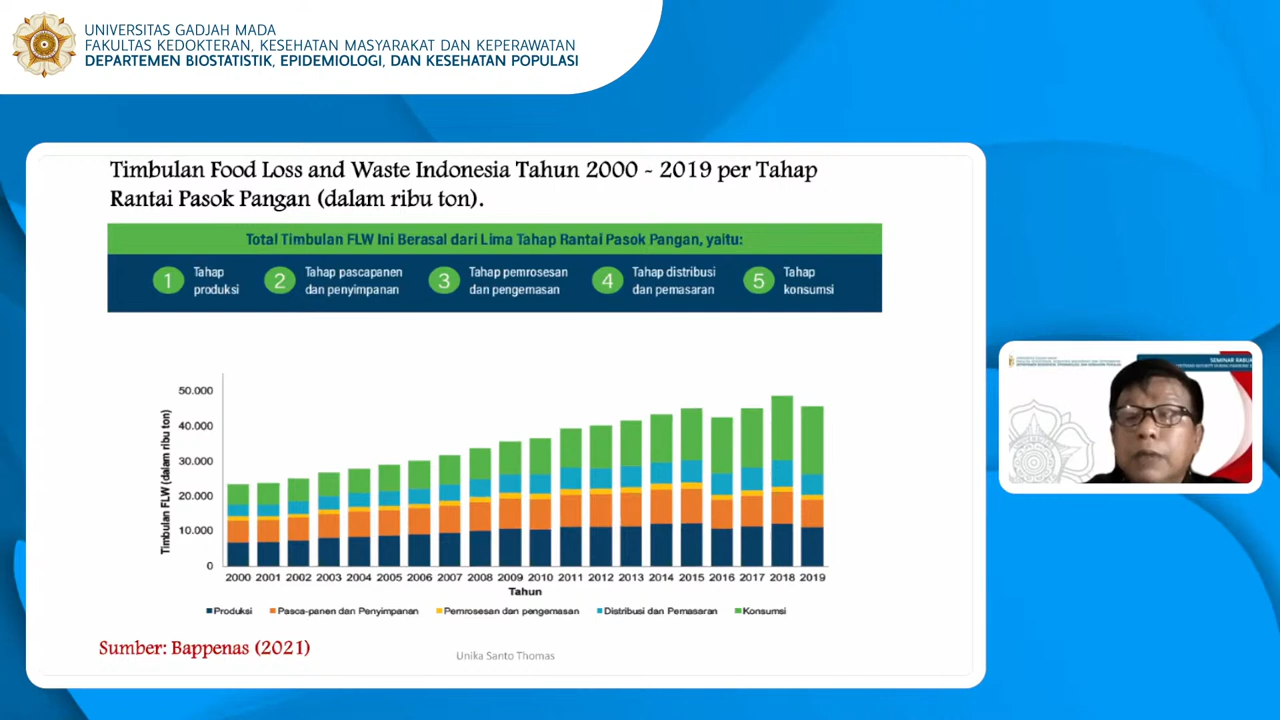 UNIVERSITAS GADJAH MADA
FAKULTAS KEDOKTERAN, KESEHATAN MASYARAKAT DAN KEPERAWATAN
DEPARTEMEN BIOSTATISTIK, EPIDEMIOLOGI, DAN KESEHATAN POPULASI
Timbulan Food Loss and Waste Indonesia Tahun 2000 - 2019 per Tahap
Rantai Pasok Pangan (dalam ribu ton).
Total Timbulan FLW Ini Berasal dari Lima Tahap Rantai Pasok Pangan, yaitu:
1 Tahap produksi
2 Tahap pascapanen dan penyimpanan
3 Tahap pemrosesan dan pengemasan
4 Tahap distribusi dan pemasaran
5 Tahap konsumsi
Timbulan FLW (dalam ribu ton)
50.000
40.000
30.000
20.000
10.000
0
2000 2001 2002 2003 2004 2005 2006 2007 2008 2009 2010 2011 2012 2013 2014 2015 2016 2017 2018 2019
Tahun
Produksi Pasca-panen dan Penyimpanan Pemrosesan dan pengemasan Distribusi dan Pemasaran Konsumsi
Sumber: Bappenas (2021)
Unika Santo Thomas
UNIVERSITAS GADJAH MADA
SEMINAR RABUA